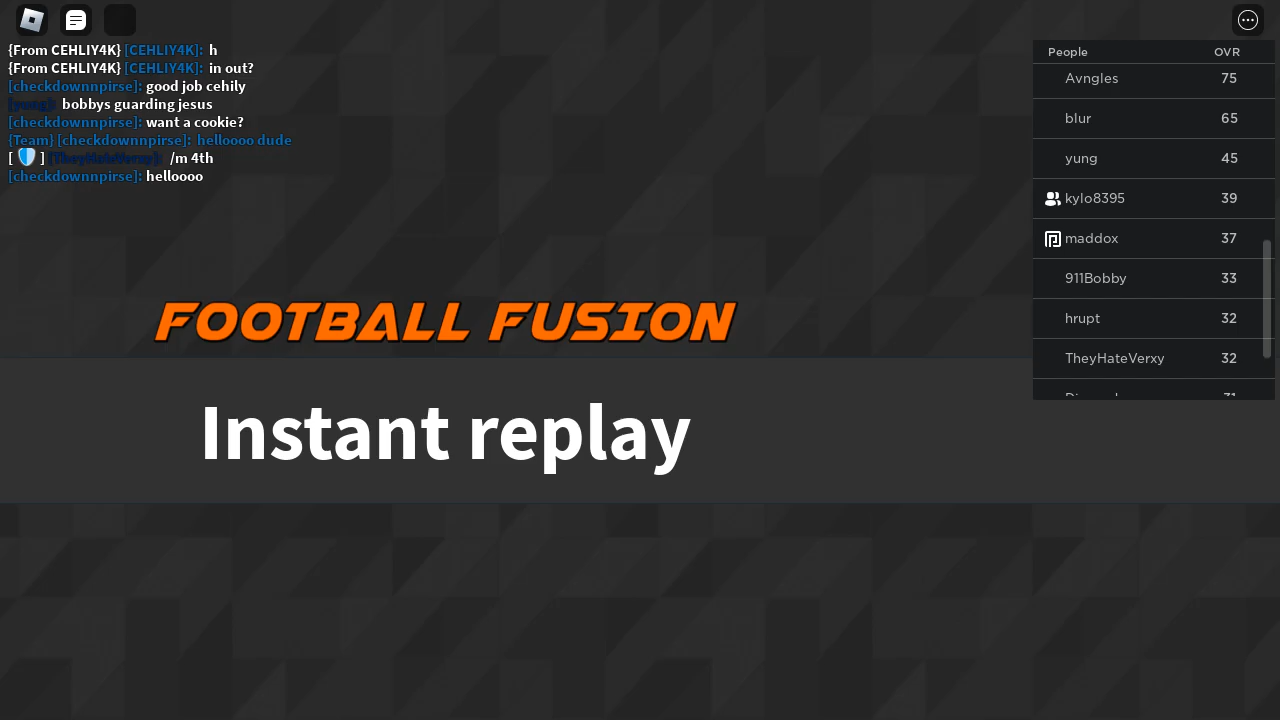 {From CEHLIY4K} [CEHLIY4K]: h
{From CEHLIY4K} [CEHLIY4K]: in out?
[checkdownnpirse]: good job cehily
[yung]: bobbys guarding jesus
[checkdownnpirse]: want a cookie?
{Team} [checkdownnpirse]: helloooo dude
[ 🛡️ ] [TheyHateVerxy]: /m 4th
[checkdownnpirse]: helloooo
People OVR
Avngles 75
blur 65
yung 45
kylo8395 39
maddox 37
911Bobby 33
hrupt 32
TheyHateVerxy 32
FOOTBALL FUSION
Instant replay